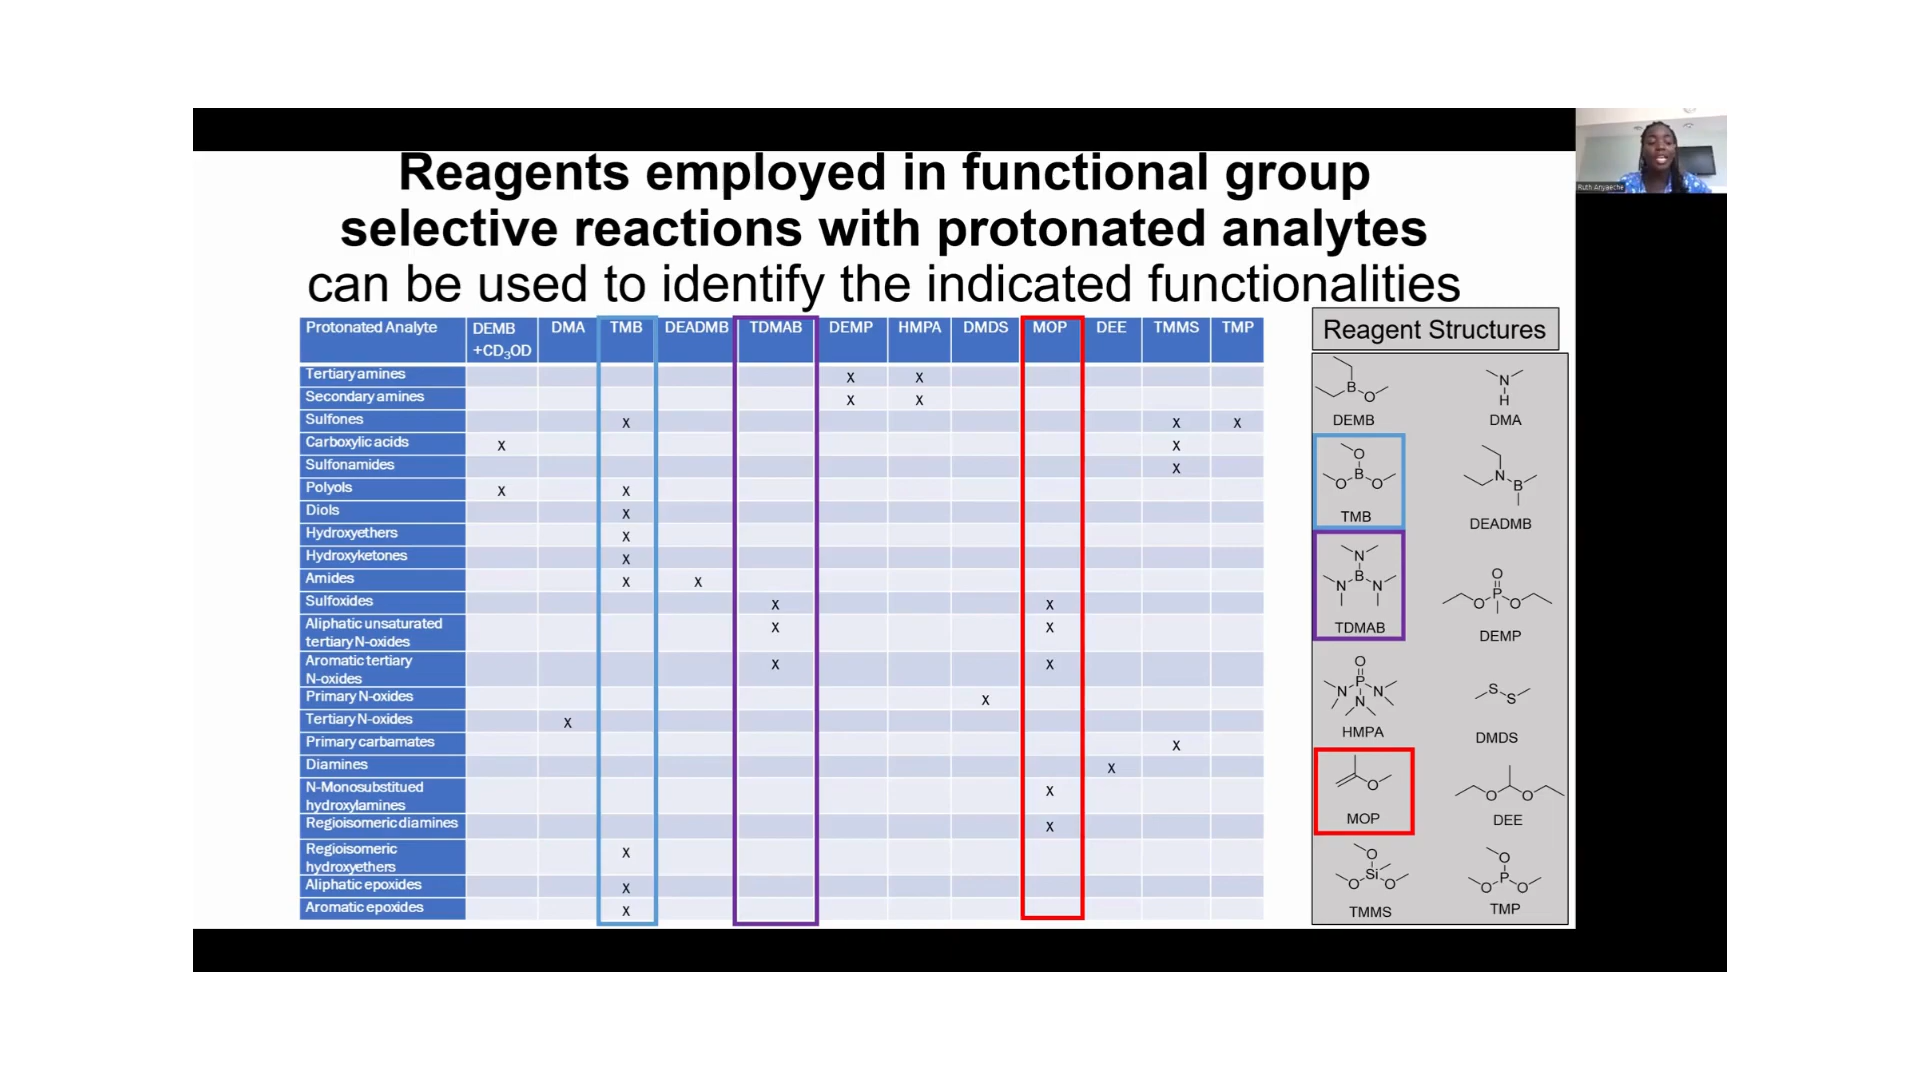 Reagents employed in functional group
selective reactions with protonated analytes
can be used to identify the indicated functionalities
Ruth Anyaeche
Protonated Analyte DEMB +CD3OD DMA TMB DEADMB TDMAB DEMP HMPA DMDS MOP DEE TMMS TMP
Tertiary amines x x
Secondary amines x x
Sulfones x x x
Carboxylic acids x x
Sulfonamides x
Polyols x x
Diols x
Hydroxyethers x
Hydroxyketones x
Amides x x
Sulfoxides x x
Aliphatic unsaturated
tertiary N-oxides x x
Aromatic tertiary
N-oxides x x
Primary N-oxides x
Tertiary N-oxides x
Primary carbamates x
Diamines x
N-Monosubstitued
hydroxylamines x
Regioisomeric diamines x
Regioisomeric
hydroxyethers x
Aliphatic epoxides x
Aromatic epoxides x
Reagent Structures
B O
DEMB
N H
DMA
O B O O
TMB
N B
DEADMB
N B N N
TDMAB
O P O O
DEMP
O P N N N
HMPA
S S
DMDS
O
MOP
O O
DEE
O Si O O
TMMS
O P O O
TMP